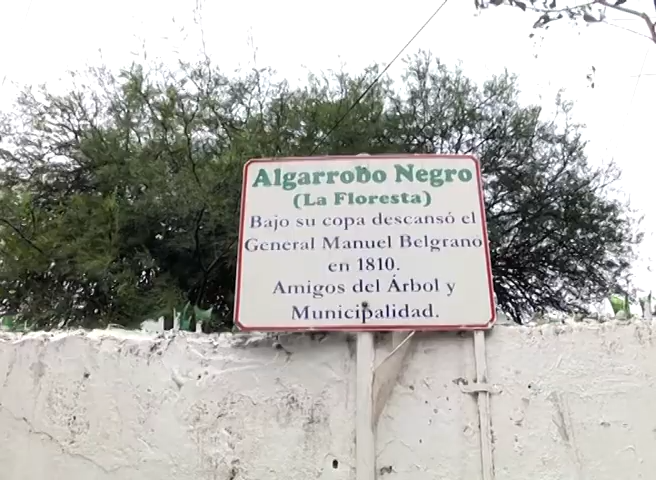 Algarrobo Negro
(La Floresta)
Bajo su copa descansó el
General Manuel Belgrano
en 1810.
Amigos del Árbol y
Municipalidad.